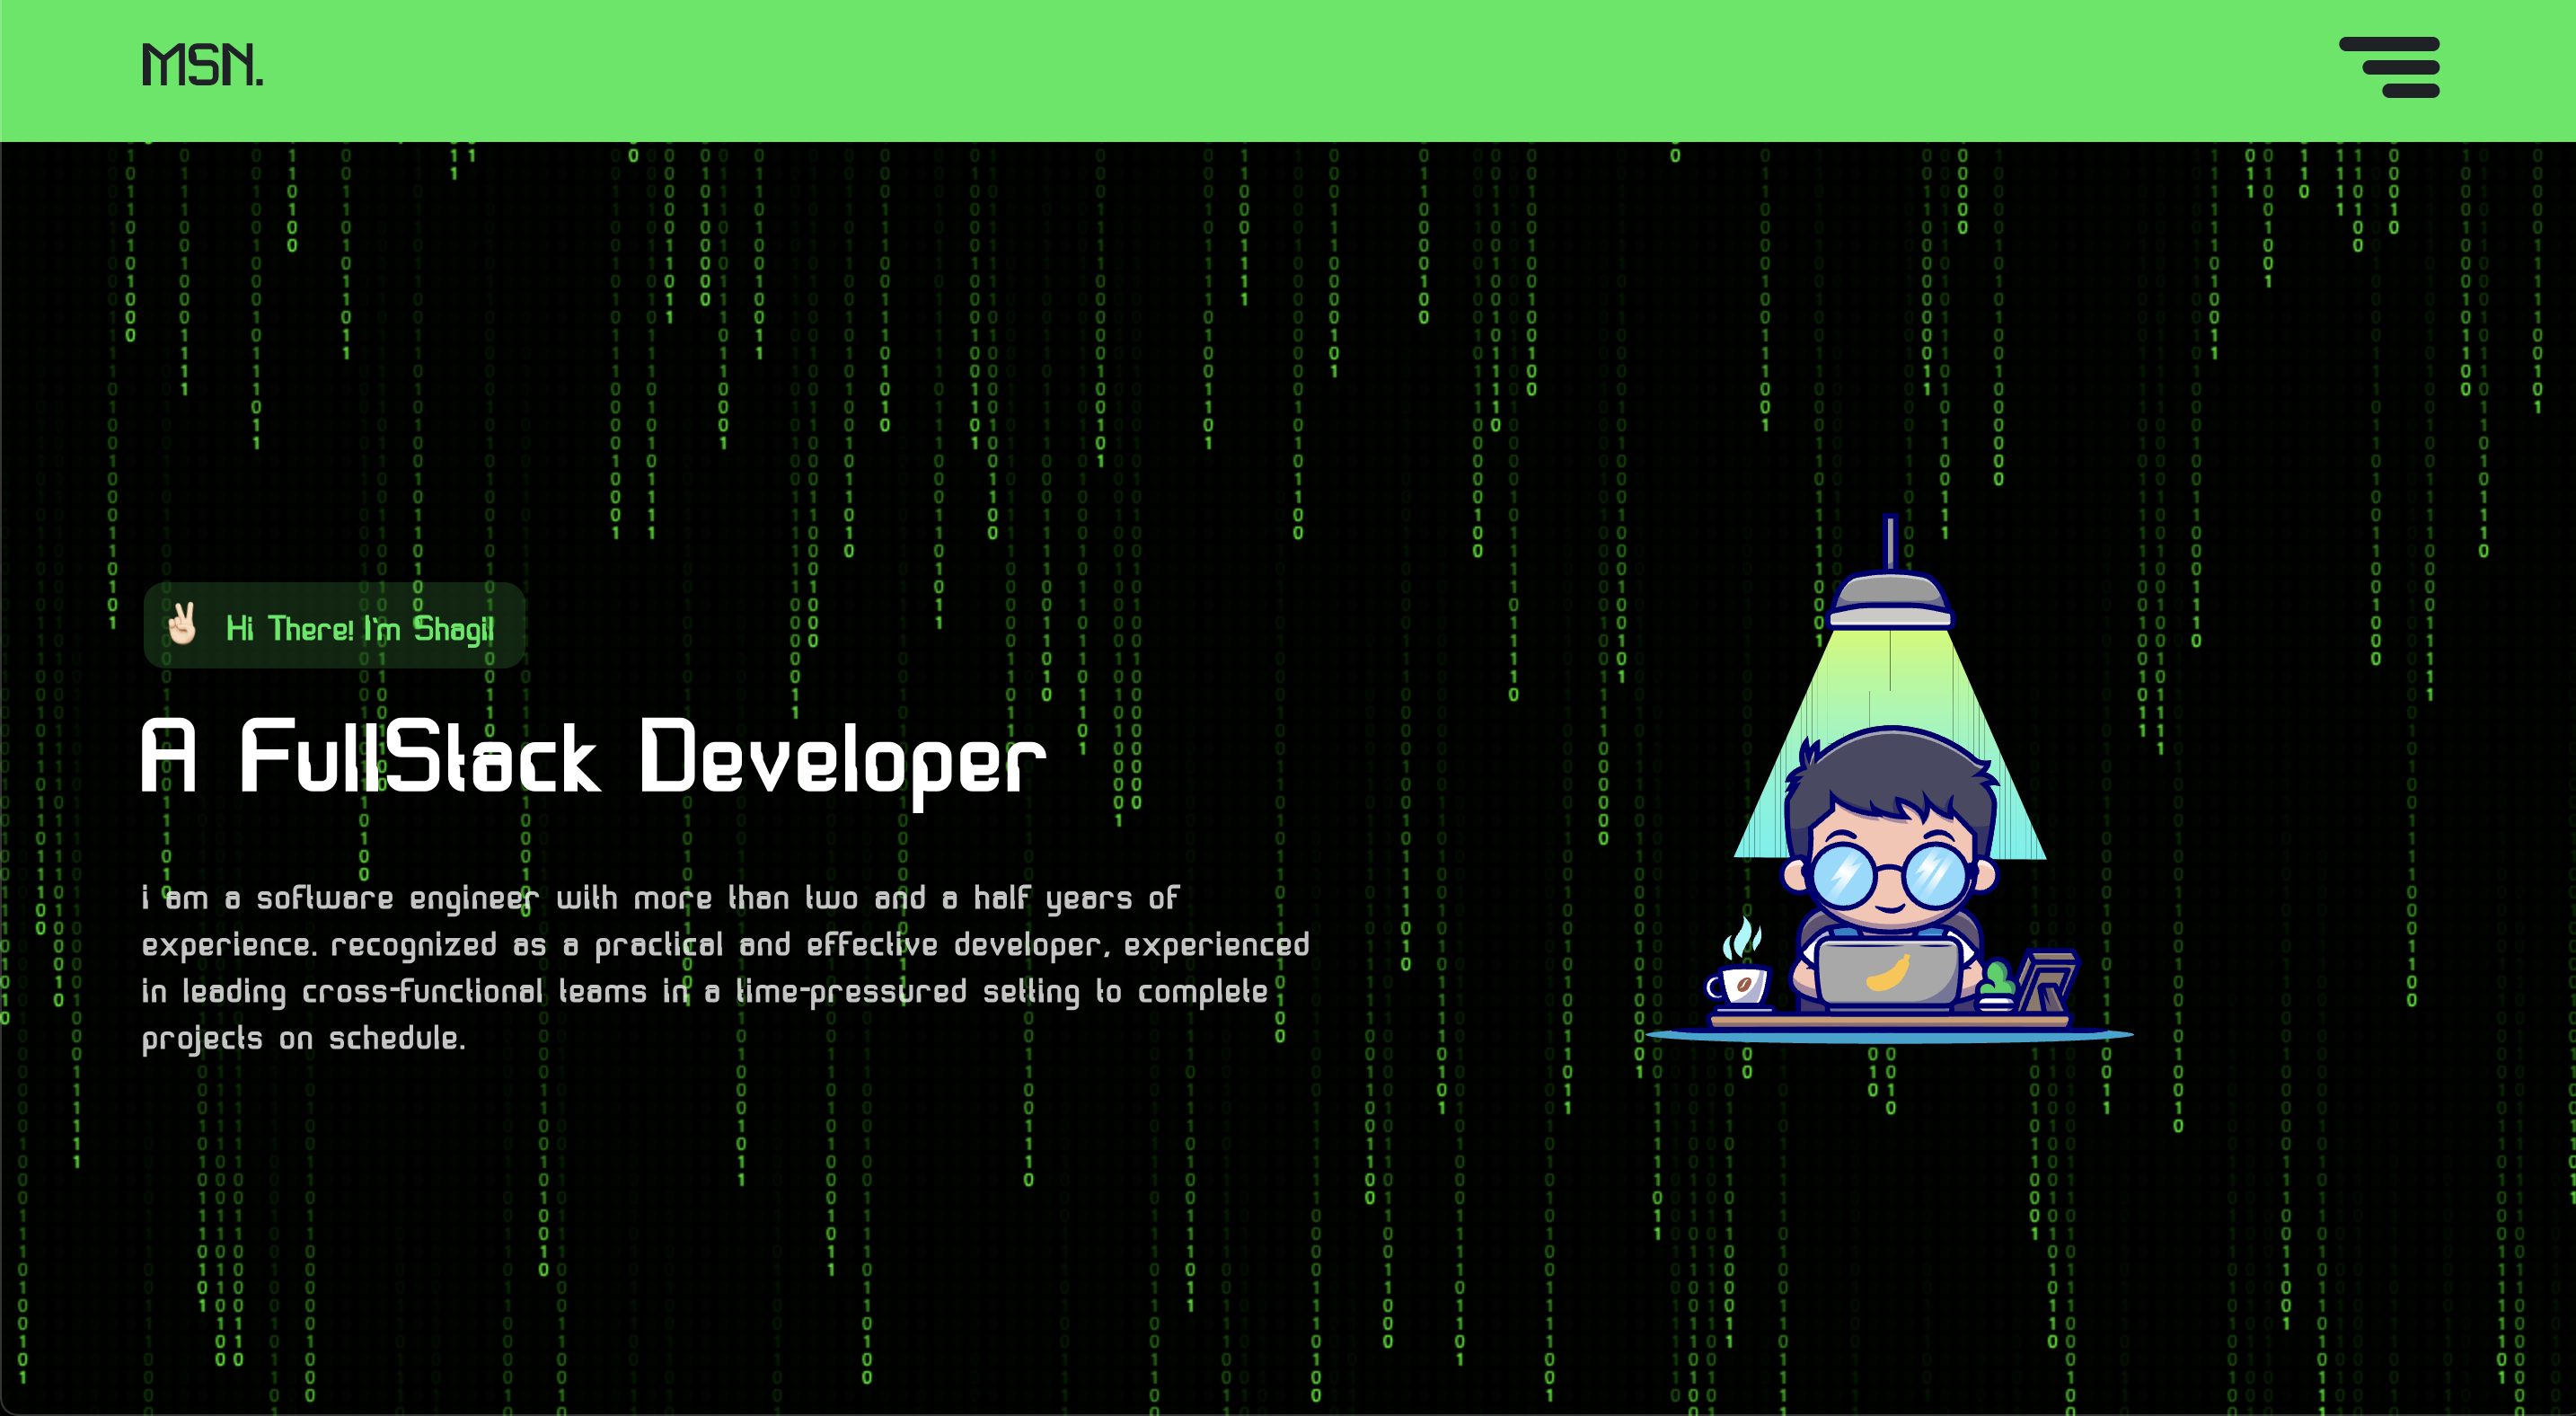 MSN.
Hi There! I'm Shagil
A FullStack Developer
i am a software engineer with more than two and a half years of
experience. recognized as a practical and effective developer, experienced
in leading cross-functional teams in a time-pressured setting to complete
projects on schedule.